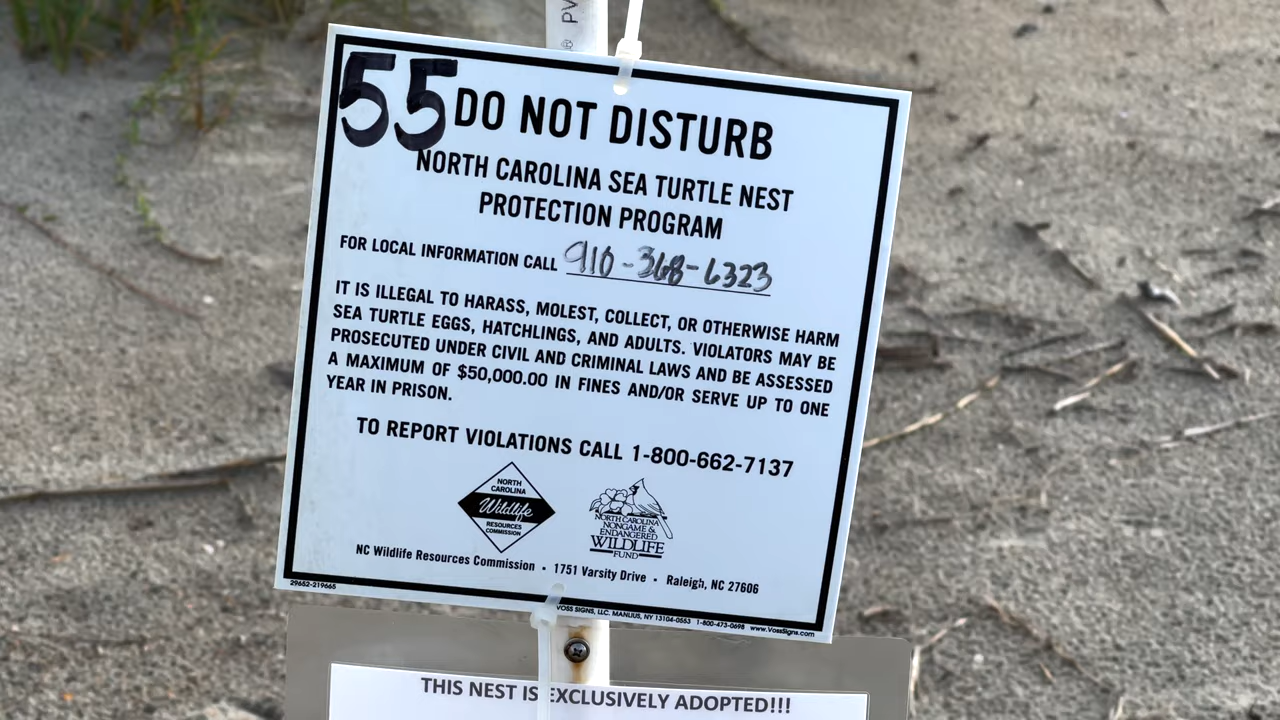 PV
55 DO NOT DISTURB
NORTH CAROLINA SEA TURTLE NEST
PROTECTION PROGRAM
FOR LOCAL INFORMATION CALL 910-368-6323
IT IS ILLEGAL TO HARASS, MOLEST, COLLECT, OR OTHERWISE HARM
SEA TURTLE EGGS, HATCHLINGS, AND ADULTS. VIOLATORS MAY BE
PROSECUTED UNDER CIVIL AND CRIMINAL LAWS AND BE ASSESSED
A MAXIMUM OF $50,000.00 IN FINES AND/OR SERVE UP TO ONE
YEAR IN PRISON.
TO REPORT VIOLATIONS CALL 1-800-662-7137
NORTH
CAROLINA
Wildlife
RESOURCES
COMMISSION
NORTH CAROLINA
NONGAME &
ENDANGERED
WILDLIFE
FUND
NC Wildlife Resources Commission • 1751 Varsity Drive • Raleigh, NC 27606
29652-219665
VOSS SIGNS, LLC. MANLIUS, NY 13104-0553 1-800-473-0698 www.VossSigns.com
THIS NEST IS EXCLUSIVELY ADOPTED!!!